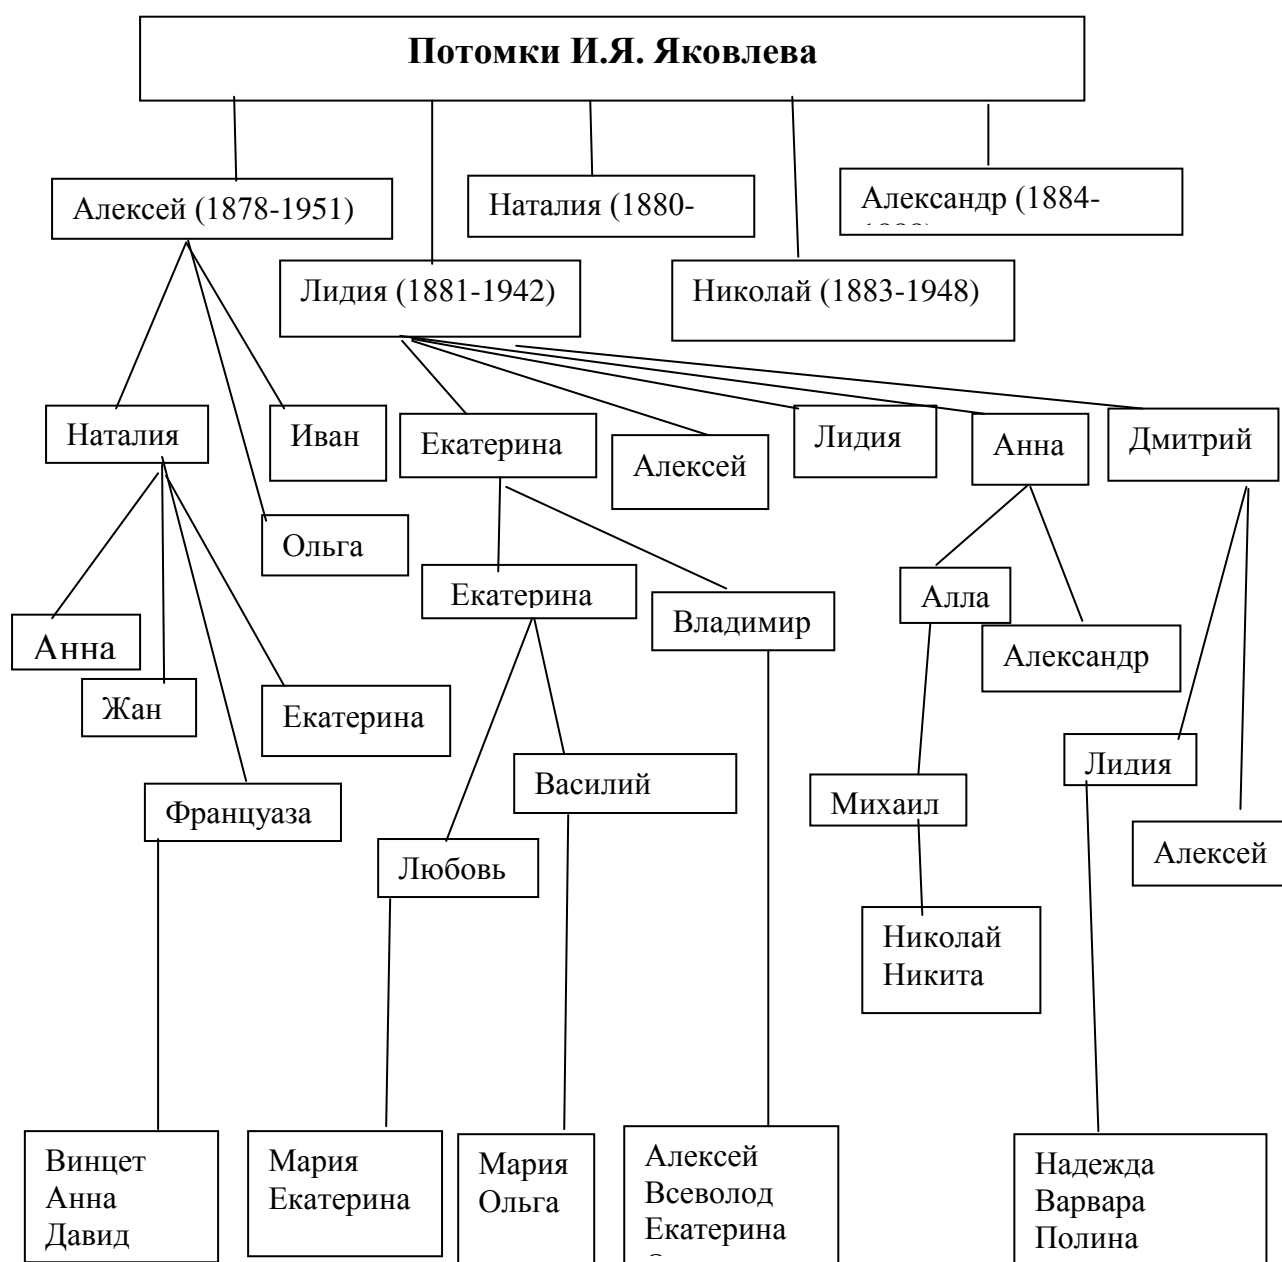 Потомки И.Я. Яковлева
Алексей (1878-1951)
Наталия (1880-
Александр (1884-
Лидия (1881-1942)
Николай (1883-1948)
Наталия
Иван
Екатерина
Алексей
Лидия
Анна
Дмитрий
Ольга
Екатерина
Владимир
Алла
Александр
Анна
Жан
Екатерина
Француаза
Василий
Любовь
Михаил
Лидия
Алексей
Николай
Никита
Винцет
Анна
Давид
Мария
Екатерина
Мария
Ольга
Алексей
Всеволод
Екатерина
Надежда
Варвара
Полина